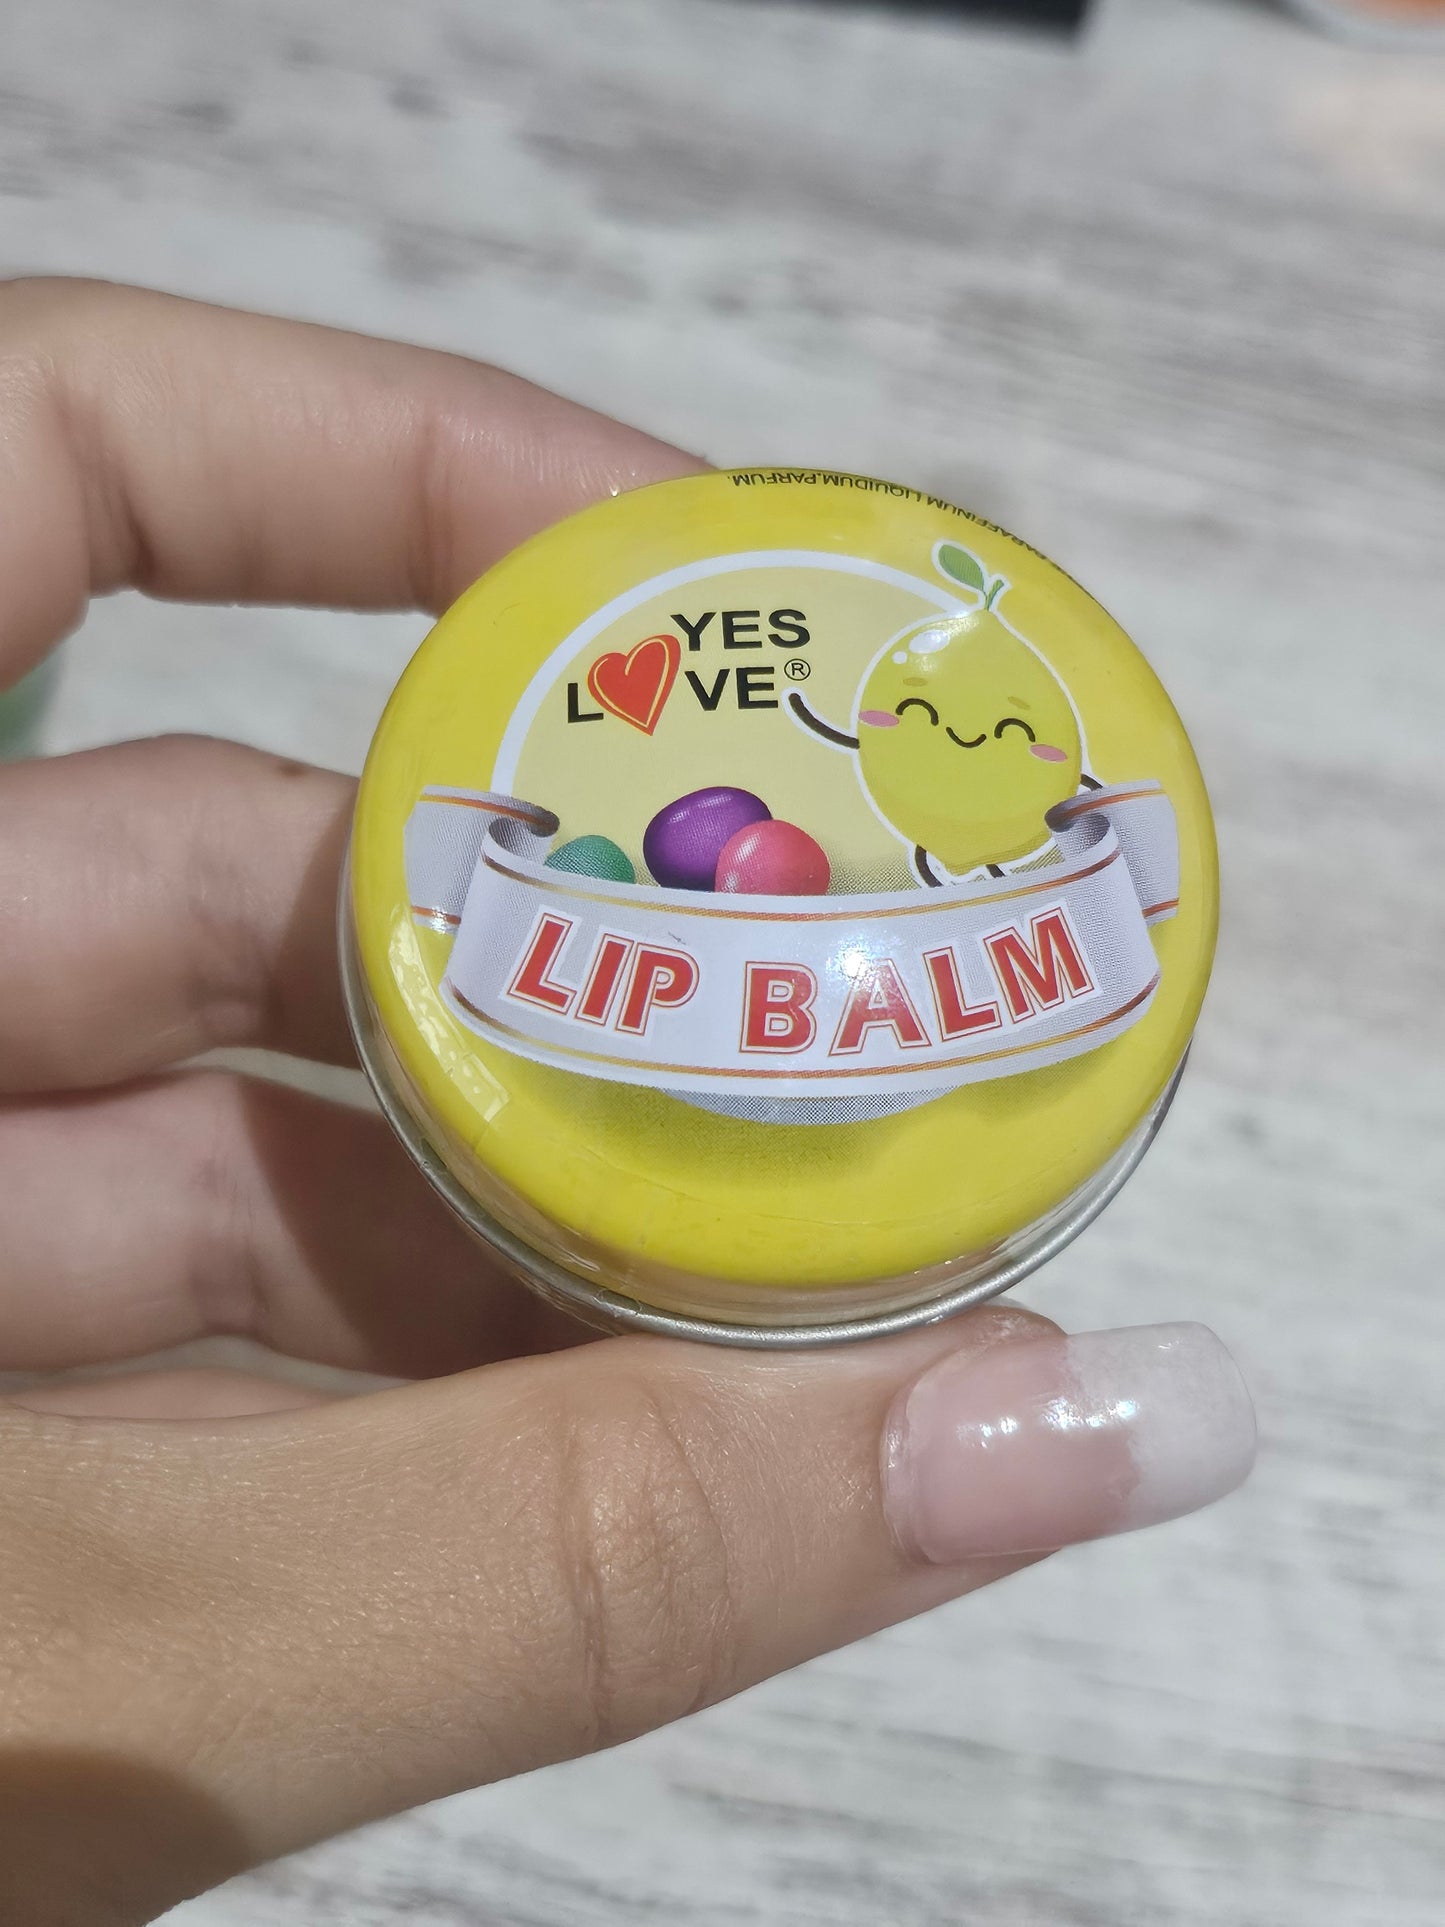 YES
LOVE®
LIP BALM
PARAFFINUM LIQUIDUM.PARFUM.